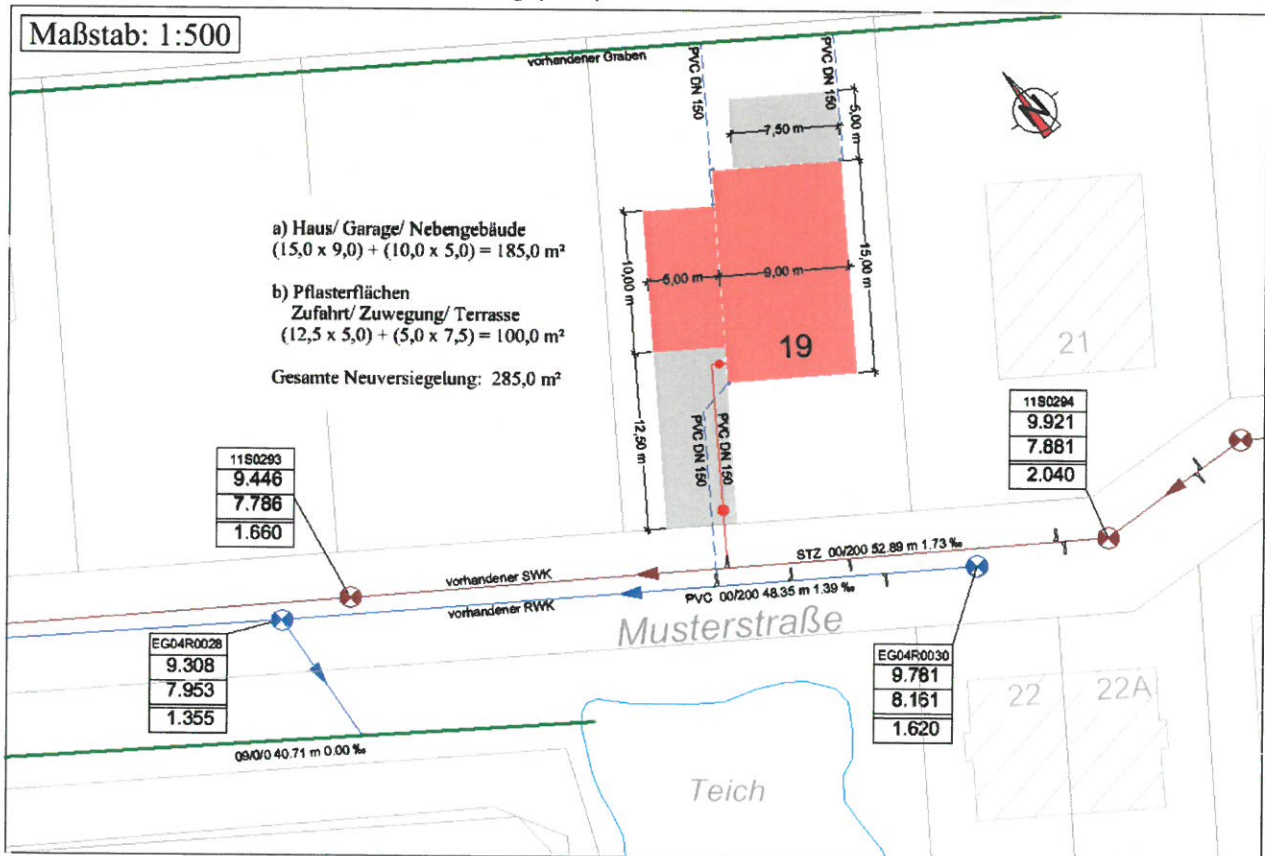 Maßstab: 1:500
vorhandener Graben
PVC DN 150
PVC DN 150
7,50 m
5,00 m
a) Haus/ Garage/ Nebengebäude
(15,0 x 9,0) + (10,0 x 5,0) = 185,0 m²
b) Pflasterflächen
Zufahrt/ Zuwegung/ Terrasse
(12,5 x 5,0) + (5,0 x 7,5) = 100,0 m²
Gesamte Neuversiegelung: 285,0 m²
10,00 m
5,00 m
9,00 m
15,00 m
19
21
12,50 m
PVC DN 150
PVC DN 150
11S0293
9.446
7.786
1.660
11S0294
9.921
7.881
2.040
STZ 00/200 52.89 m 1.73 ‰
vorhandener SWK
PVC 00/200 48.35 m 1.39 ‰
vorhandener RWK
Musterstraße
EG04R0028
9.308
7.953
1.355
EG04R0030
9.781
8.161
1.620
22
22A
09/0/0 40.71 m 0.00 ‰
Teich